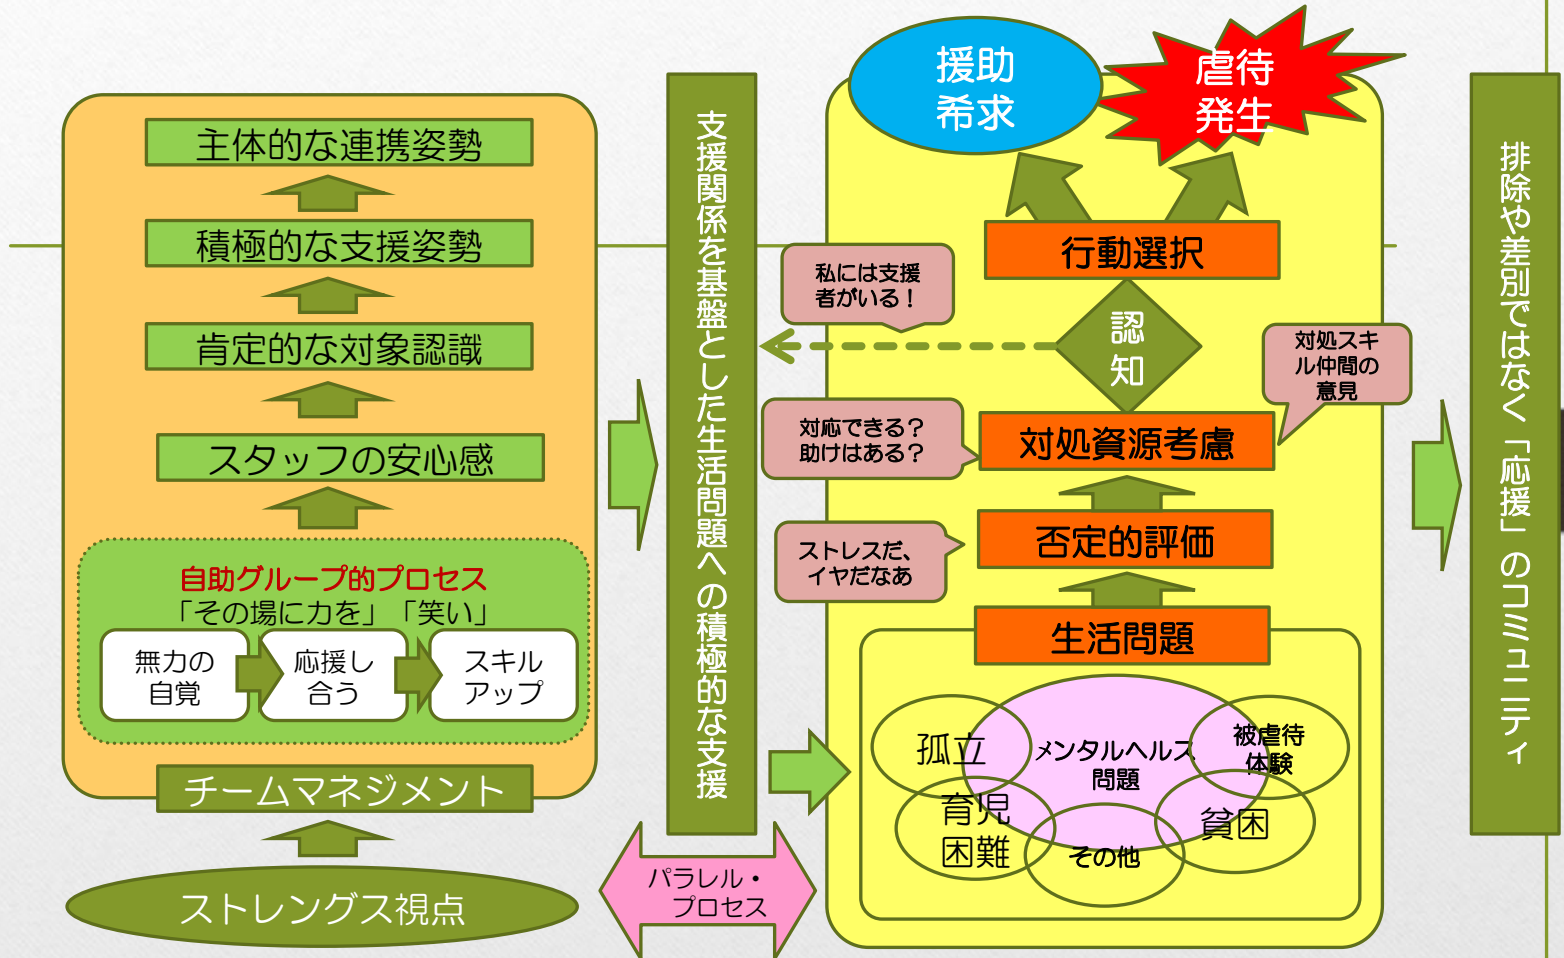 主体的な連携姿勢
積極的な支援姿勢
肯定的な対象認識
スタッフの安心感
自助グループ的プロセス
「その場に力を」「笑い」
無力の
自覚
応援し
合う
スキル
アップ
チームマネジメント
ストレングス視点
支援関係を基盤とした生活問題への積極的な支援
パラレル・
プロセス
援助
希求
虐待
発生
行動選択
私には支援
者がいる！
認
知
対処スキ
ル仲間の
意見
対応できる？
助けはある？
対処資源考慮
ストレスだ、
イヤだなあ
否定的評価
生活問題
孤立
メンタルヘルス
問題
被虐待
体験
育児
困難
その他
貧困
排除や差別ではなく「応援」のコミュニティ